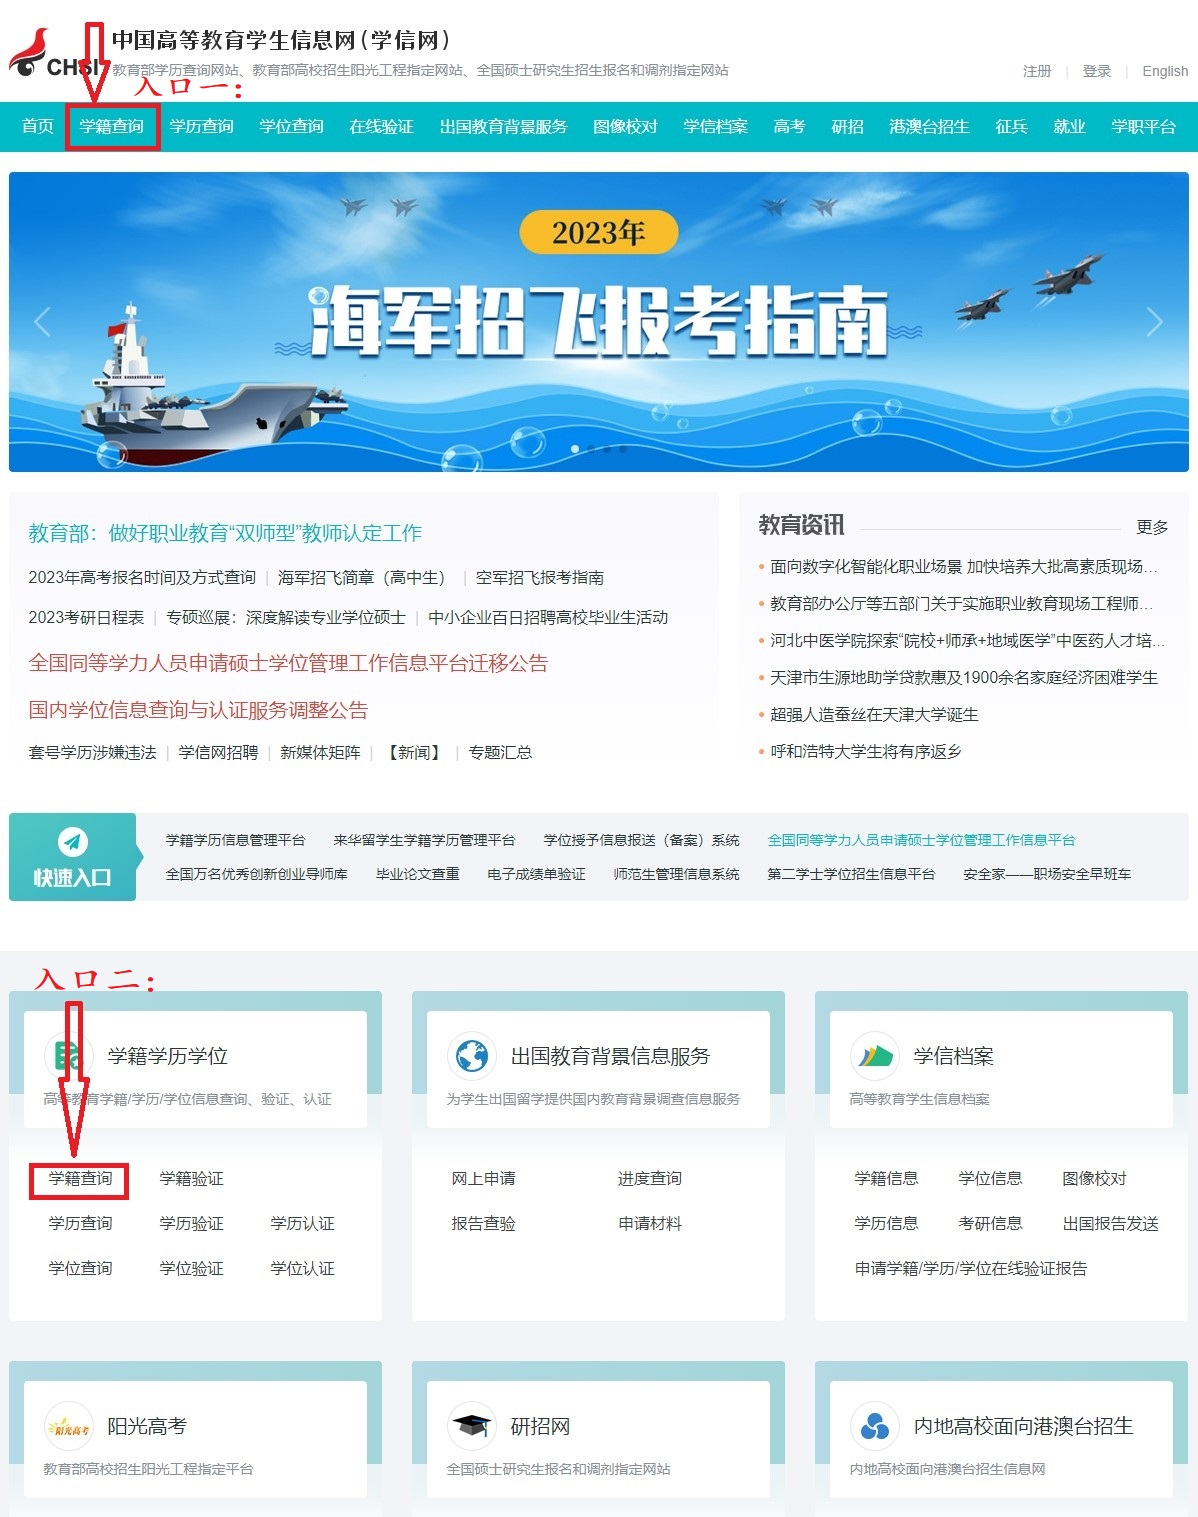 中国高等教育学生信息网(学信网)
CHSI
教育部学历查询网站、教育部高校招生阳光工程指定网站、全国硕士研究生招生报名和调剂指定网站
注册 | 登录 | English
入口一:
首页 学籍查询 学历查询 学位查询 在线验证 出国教育背景服务 图像校对 学信档案 高考 研招 港澳台招生 征兵 就业 学职平台
2023年
海军招飞报考指南
教育部：做好职业教育“双师型”教师认定工作
2023年高考报名时间及方式查询 | 海军招飞简章（高中生） | 空军招飞报考指南
2023考研日程表 | 专硕巡展：深度解读专业学位硕士 | 中小企业百日招聘高校毕业生活动
全国同等学力人员申请硕士学位管理工作信息平台迁移公告
国内学位信息查询与认证服务调整公告
套号学历涉嫌违法 | 学信网招聘 | 新媒体矩阵 | 【新闻】 | 专题汇总
教育资讯 更多
面向数字化智能化职业场景 加快培养大批高素质现场...
教育部办公厅等五部门关于实施职业教育现场工程师...
河北中医学院探索“院校+师承+地域医学”中医药人才培...
天津市生源地助学贷款惠及1900余名家庭经济困难学生
超强人造蚕丝在天津大学诞生
呼和浩特大学生将有序返乡
快速入口
学籍学历信息管理平台 来华留学生学籍学历管理平台 学位授予信息报送（备案）系统 全国同等学力人员申请硕士学位管理工作信息平台
全国万名优秀创新创业导师库 毕业论文查重 电子成绩单验证 师范生管理信息系统 第二学士学位招生信息平台 安全家——职场安全早班车
入口二:
学籍学历学位
高等教育学籍/学历/学位信息查询、验证、认证
学籍查询 学籍验证
学历查询 学历验证 学历认证
学位查询 学位验证 学位认证
出国教育背景信息服务
为学生出国留学提供国内教育背景调查信息服务
网上申请 进度查询
报告查验 申请材料
学信档案
高等教育学生信息档案
学籍信息 学位信息 图像校对
学历信息 考研信息 出国报告发送
申请学籍/学历/学位在线验证报告
阳光高考
阳光高考
教育部高校招生阳光工程指定平台
研招网
全国硕士研究生报名和调剂指定网站
内地高校面向港澳台招生
内地高校面向港澳台招生信息网